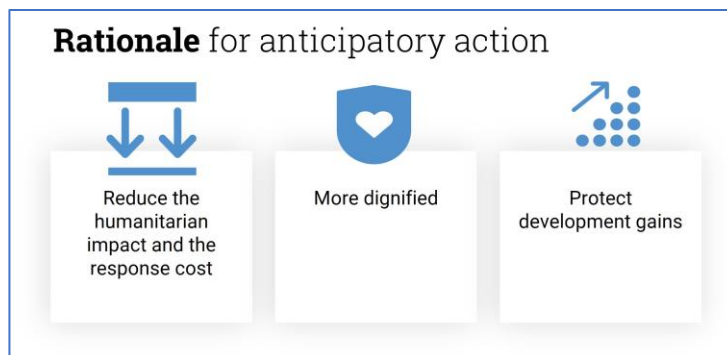 Rationale for anticipatory action
Reduce the
humanitarian
impact and the
response cost
More dignified
Protect
development gains